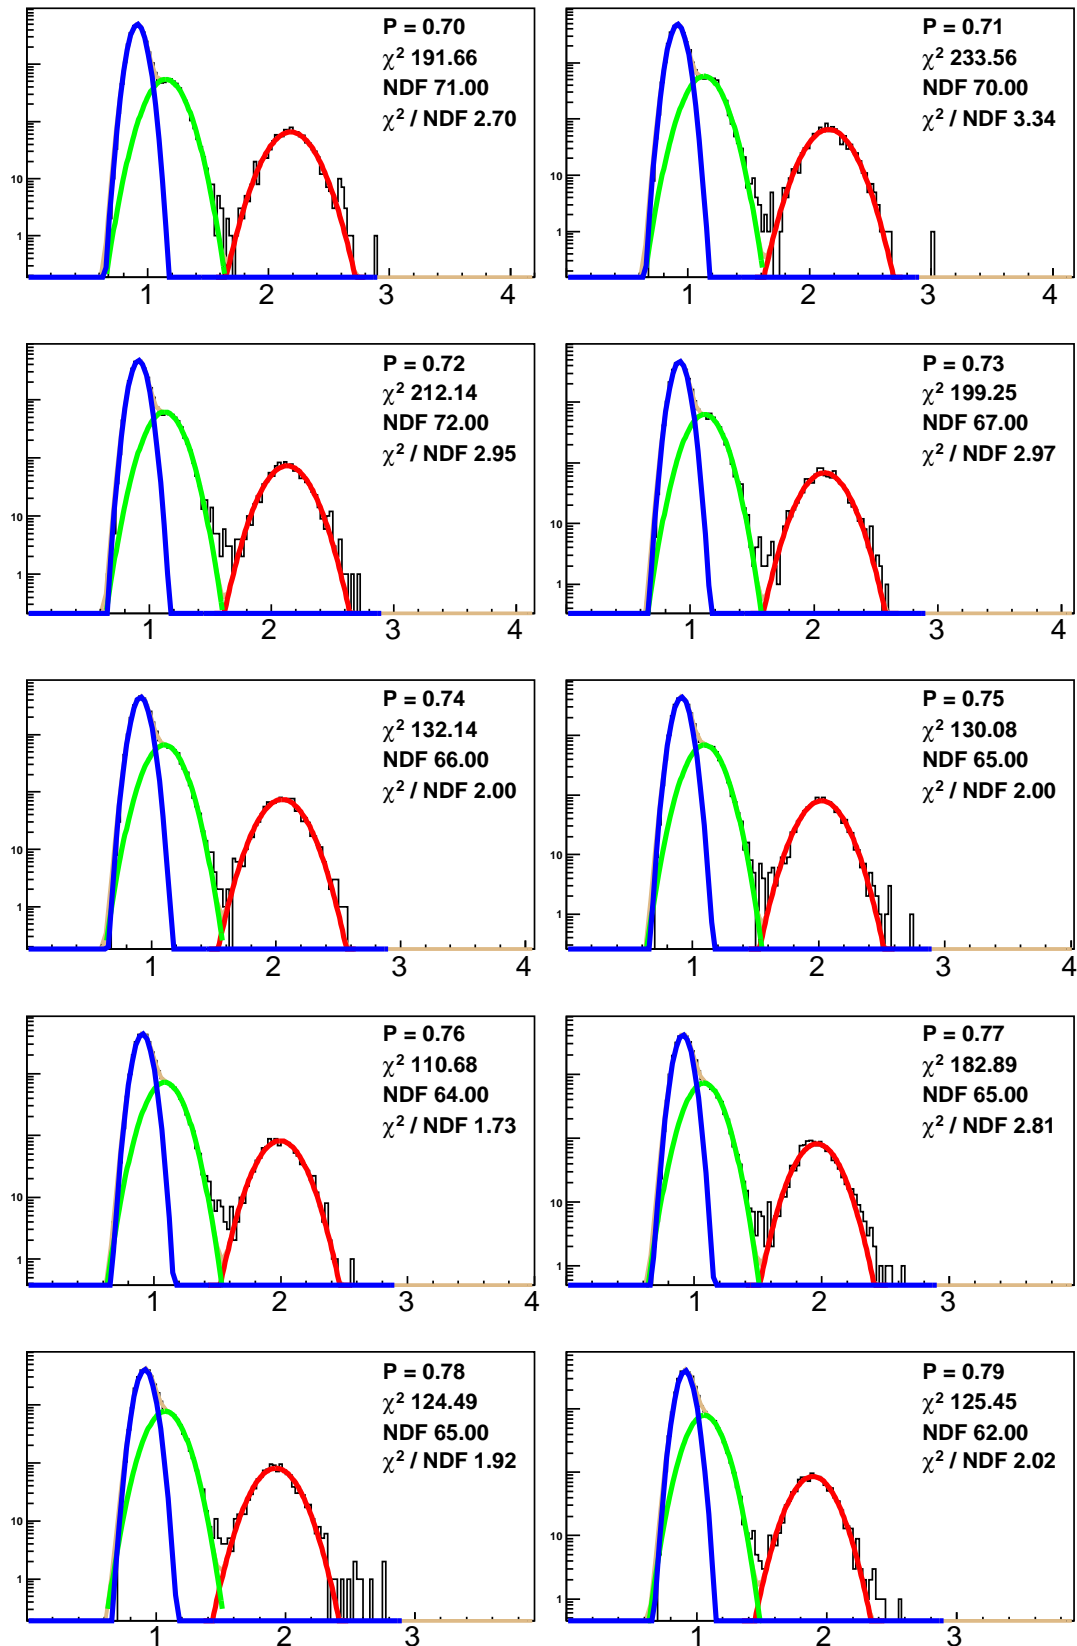 P = 0.70
χ² 191.66
NDF 71.00
χ² / NDF 2.70
10
1
1 2 3 4
P = 0.71
χ² 233.56
NDF 70.00
χ² / NDF 3.34
10
1
1 2 3 4
P = 0.72
χ² 212.14
NDF 72.00
χ² / NDF 2.95
10
1
1 2 3 4
P = 0.73
χ² 199.25
NDF 67.00
χ² / NDF 2.97
10
1
1 2 3 4
P = 0.74
χ² 132.14
NDF 66.00
χ² / NDF 2.00
10
1
1 2 3 4
P = 0.75
χ² 130.08
NDF 65.00
χ² / NDF 2.00
10
1
1 2 3 4
P = 0.76
χ² 110.68
NDF 64.00
χ² / NDF 1.73
10
1
1 2 3 4
P = 0.77
χ² 182.89
NDF 65.00
χ² / NDF 2.81
10
1
1 2 3
P = 0.78
χ² 124.49
NDF 65.00
χ² / NDF 1.92
10
1
1 2 3
P = 0.79
χ² 125.45
NDF 62.00
χ² / NDF 2.02
10
1
1 2 3